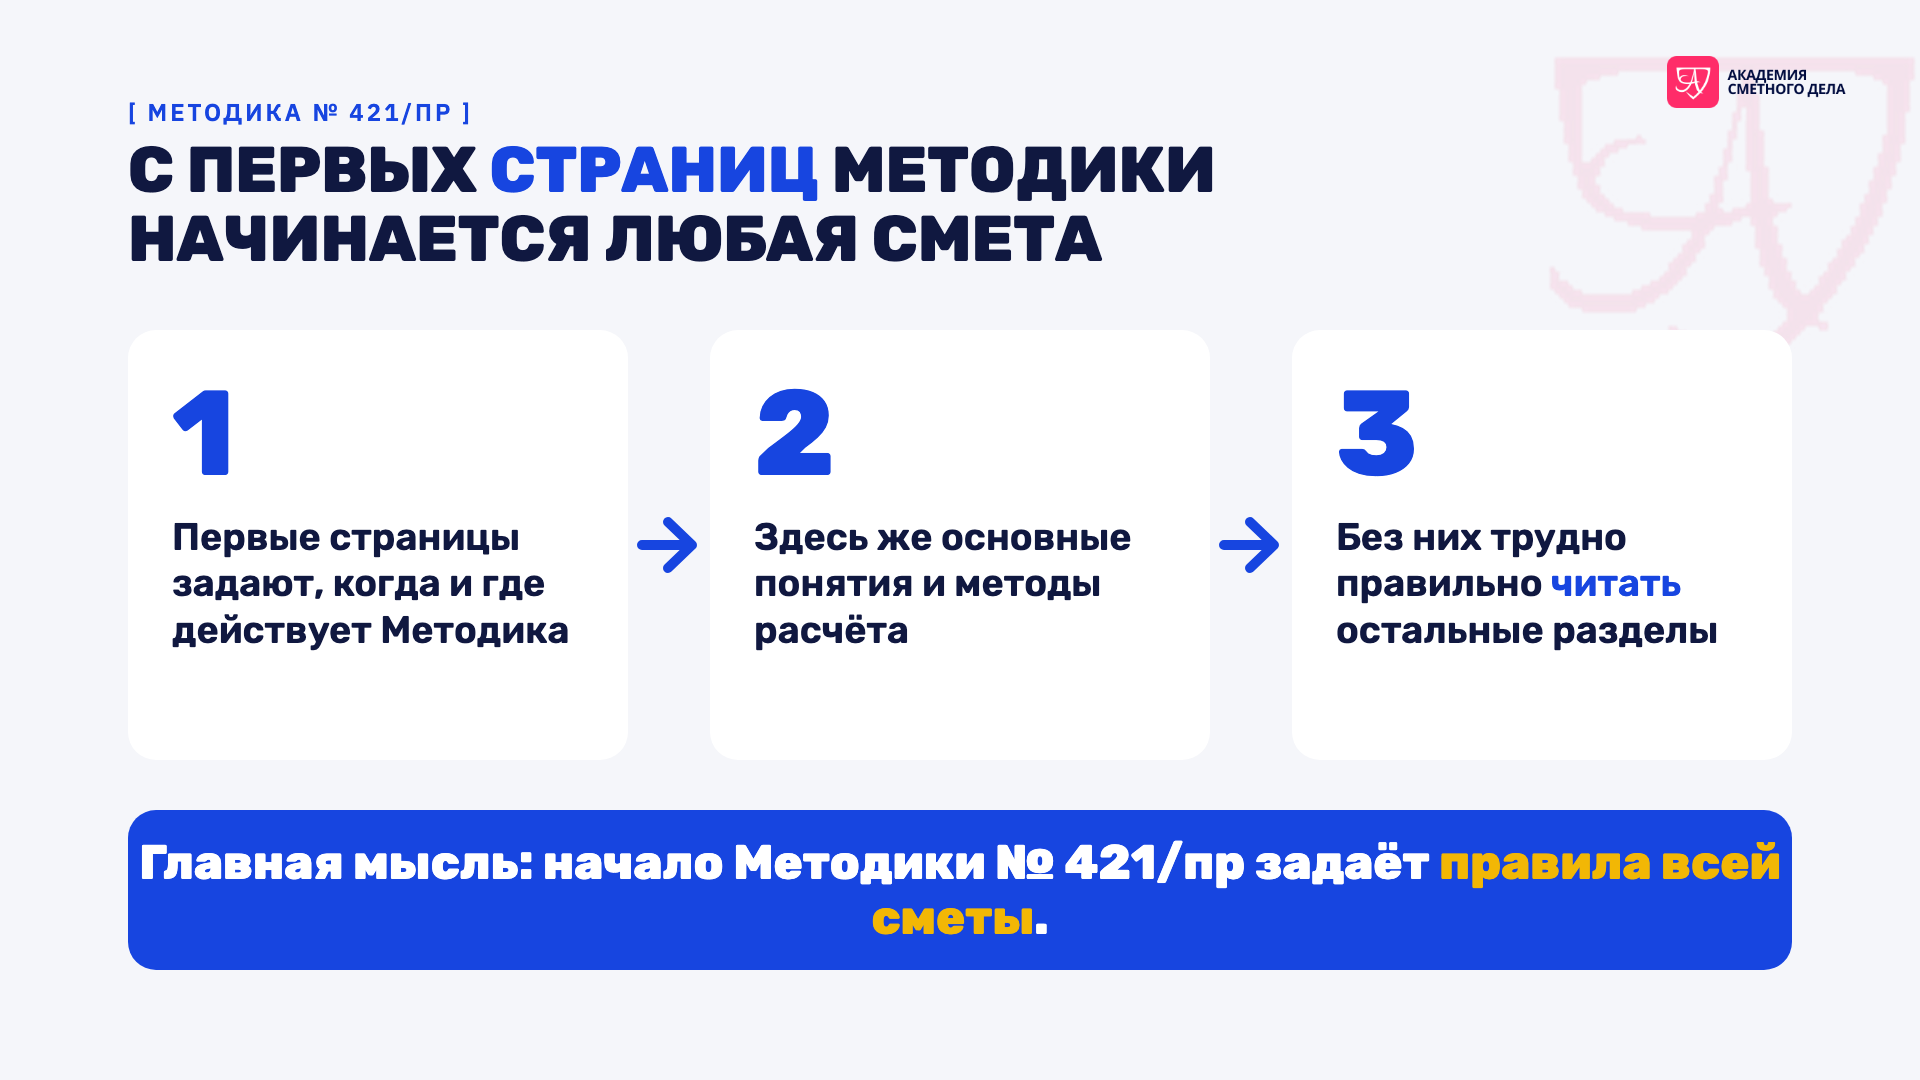 АКАДЕМИЯ
СМЕТНОГО ДЕЛА
[ МЕТОДИКА № 421/ПР ]
С ПЕРВЫХ СТРАНИЦ МЕТОДИКИ
НАЧИНАЕТСЯ ЛЮБАЯ СМЕТА
1
Первые страницы
задают, когда и где
действует Методика
2
Здесь же основные
понятия и методы
расчёта
3
Без них трудно
правильно читать
остальные разделы
Главная мысль: начало Методики № 421/пр задаёт правила всей
сметы.